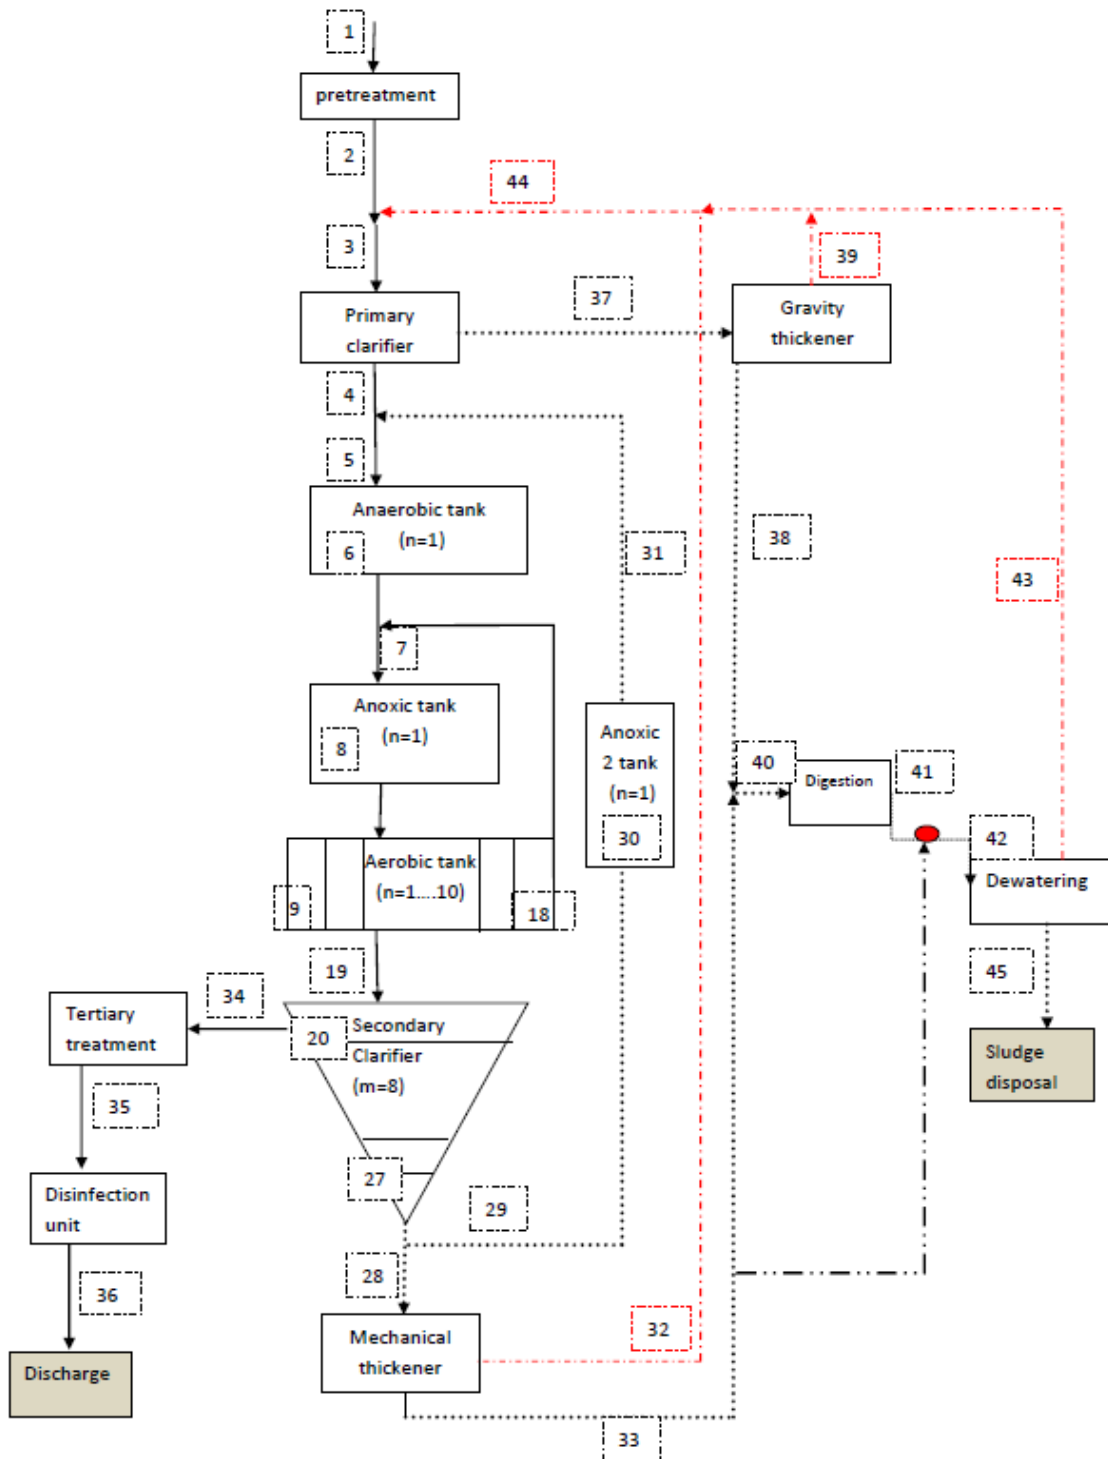 1
pretreatment
2
44
3
39
37
Primary
clarifier
Gravity
thickener
4
5
Anaerobic tank
(n=1)
6
31
38
43
7
Anoxic tank
(n=1)
8
Anoxic
2 tank
(n=1)
30
40
Digestion
41
42
Aerobic tank
(n=1....10)
9
18
Dewatering
19
45
34
Tertiary
treatment
20
Secondary
Clarifier
(m=8)
Sludge
disposal
35
27
Disinfection
unit
29
28
36
Mechanical
thickener
32
Discharge
33